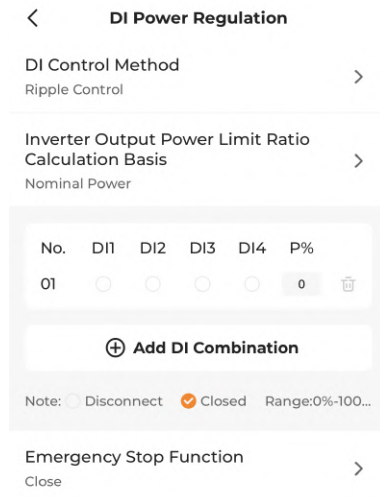 DI Power Regulation
DI Control Method
Ripple Control
Inverter Output Power Limit Ratio
Calculation Basis
Nominal Power
No. DI1 DI2 DI3 DI4 P%
01 0
Add DI Combination
Note: Disconnect Closed Range:0%-100...
Emergency Stop Function
Close